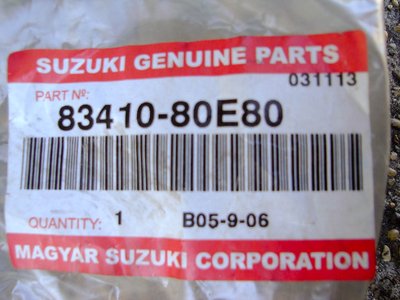 SUZUKI GENUINE PARTS
031113
PART Nº:
83410-80E80
QUANTITY: 1 B05-9-06
MAGYAR SUZUKI CORPORATION